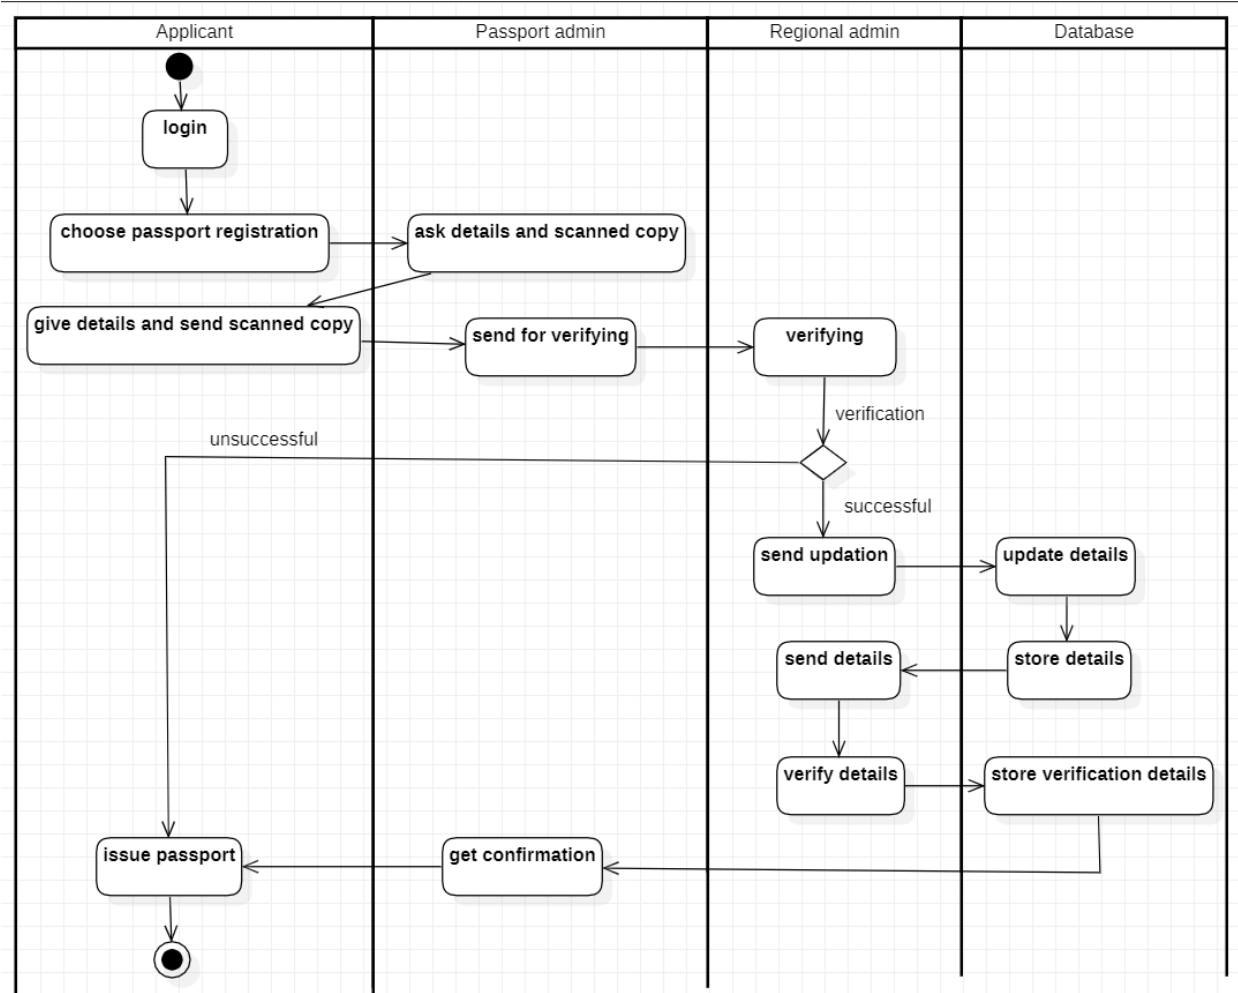 Applicant
Passport admin
Regional admin
Database
login
choose passport registration
ask details and scanned copy
give details and send scanned copy
send for verifying
verifying
verification
unsuccessful
successful
send updation
update details
send details
store details
verify details
store verification details
issue passport
get confirmation